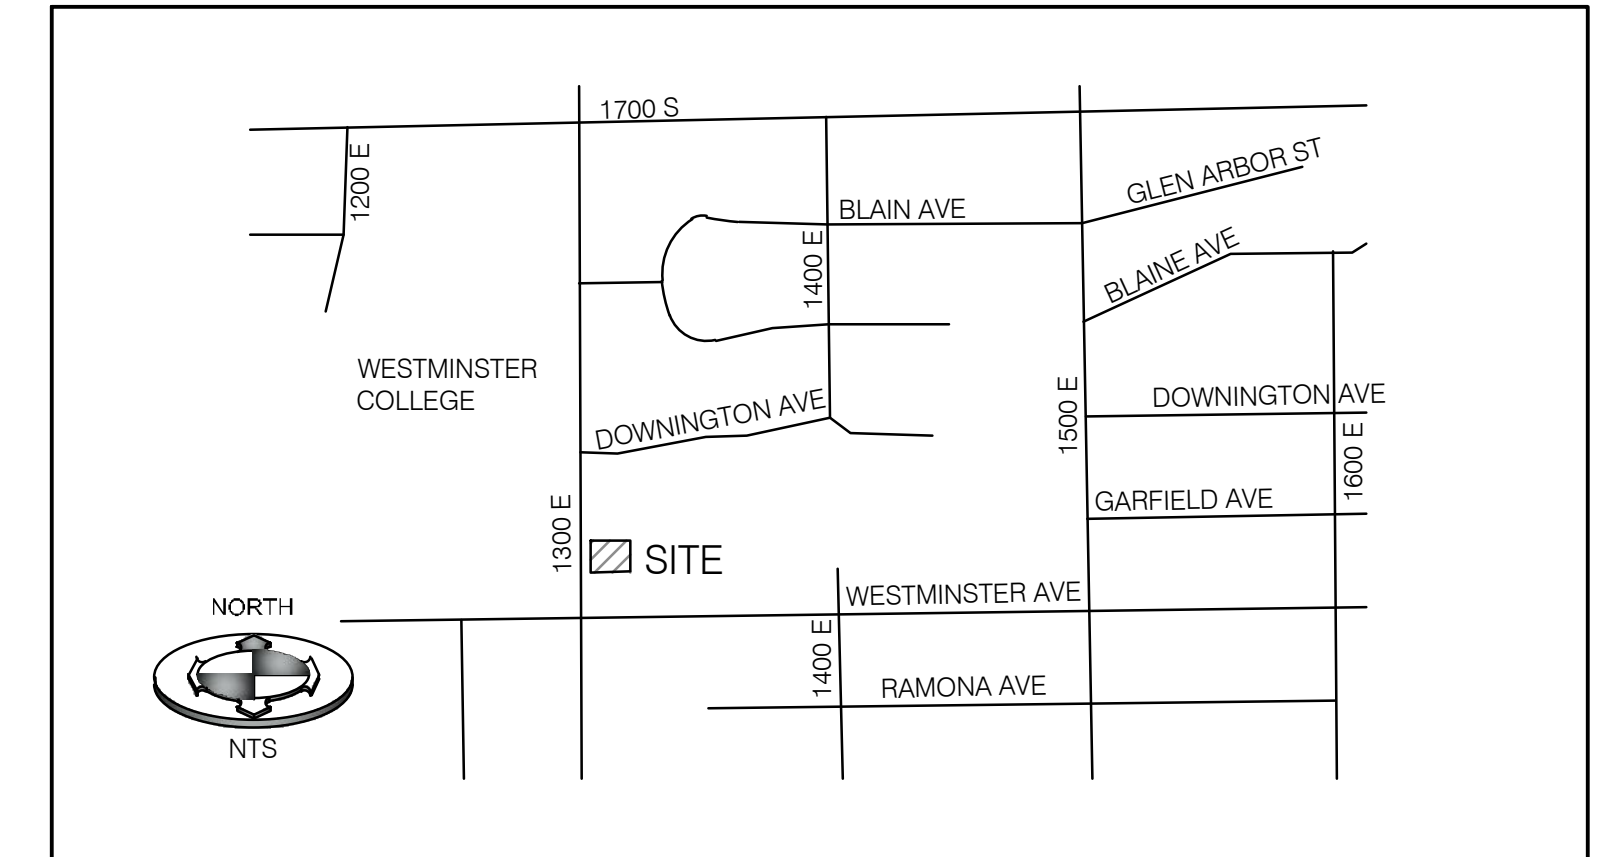 1700 S
1200 E
GLEN ARBOR ST
BLAIN AVE
1400 E
BLAINE AVE
WESTMINSTER
COLLEGE
DOWNINGTON AVE
1500 E
DOWNINGTON AVE
1600 E
GARFIELD AVE
1300 E
SITE
WESTMINSTER AVE
NORTH
1400 E
RAMONA AVE
NTS